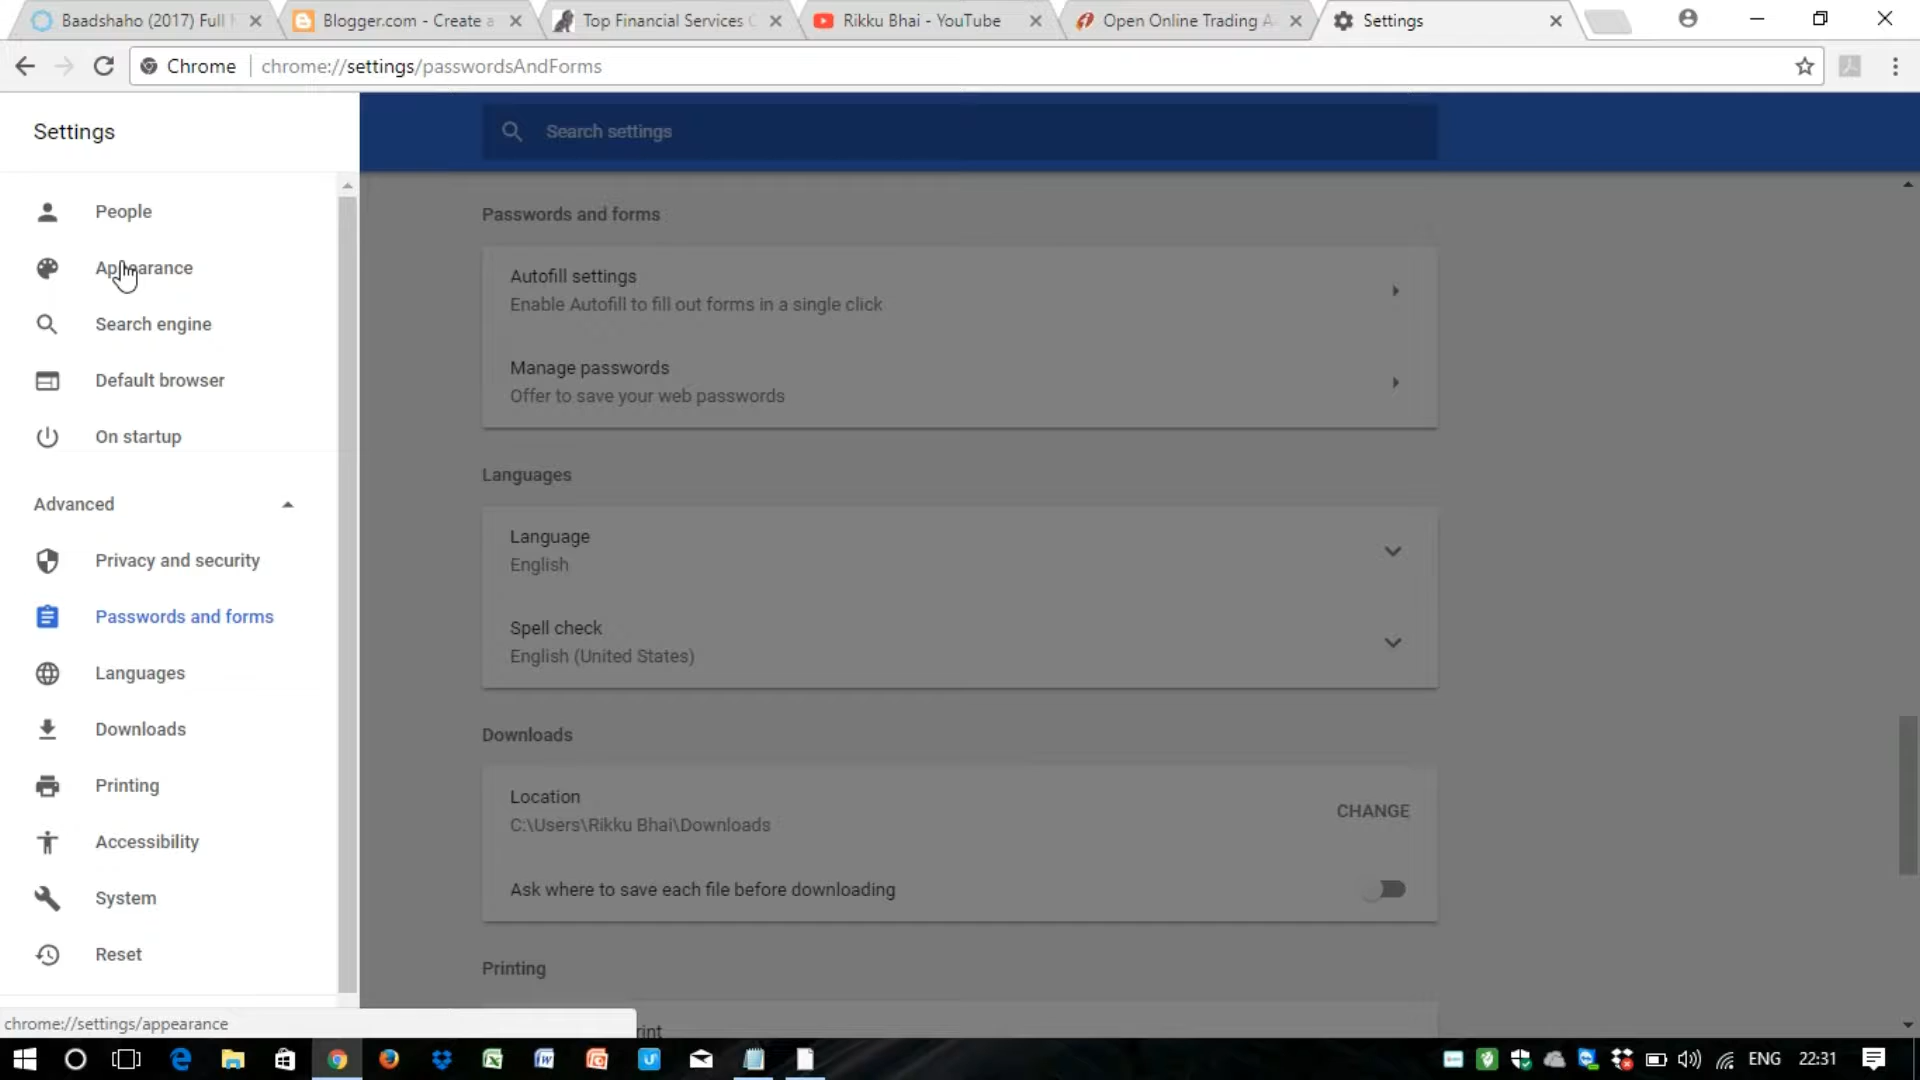 Baadshaho (2017) Full
Blogger.com - Create a
Top Financial Services
Rikku Bhai - YouTube
Open Online Trading A
Settings
Chrome
chrome://settings/passwordsAndForms
Settings
Search settings
People
Appearance
Search engine
Default browser
On startup
Advanced
Privacy and security
Passwords and forms
Languages
Downloads
Printing
Accessibility
System
Reset
Passwords and forms
Autofill settings
Enable Autofill to fill out forms in a single click
Manage passwords
Offer to save your web passwords
Languages
Language
English
Spell check
English (United States)
Downloads
Location
C:\Users\Rikku Bhai\Downloads
CHANGE
Ask where to save each file before downloading
Printing
rint
chrome://settings/appearance
ENG
22:31